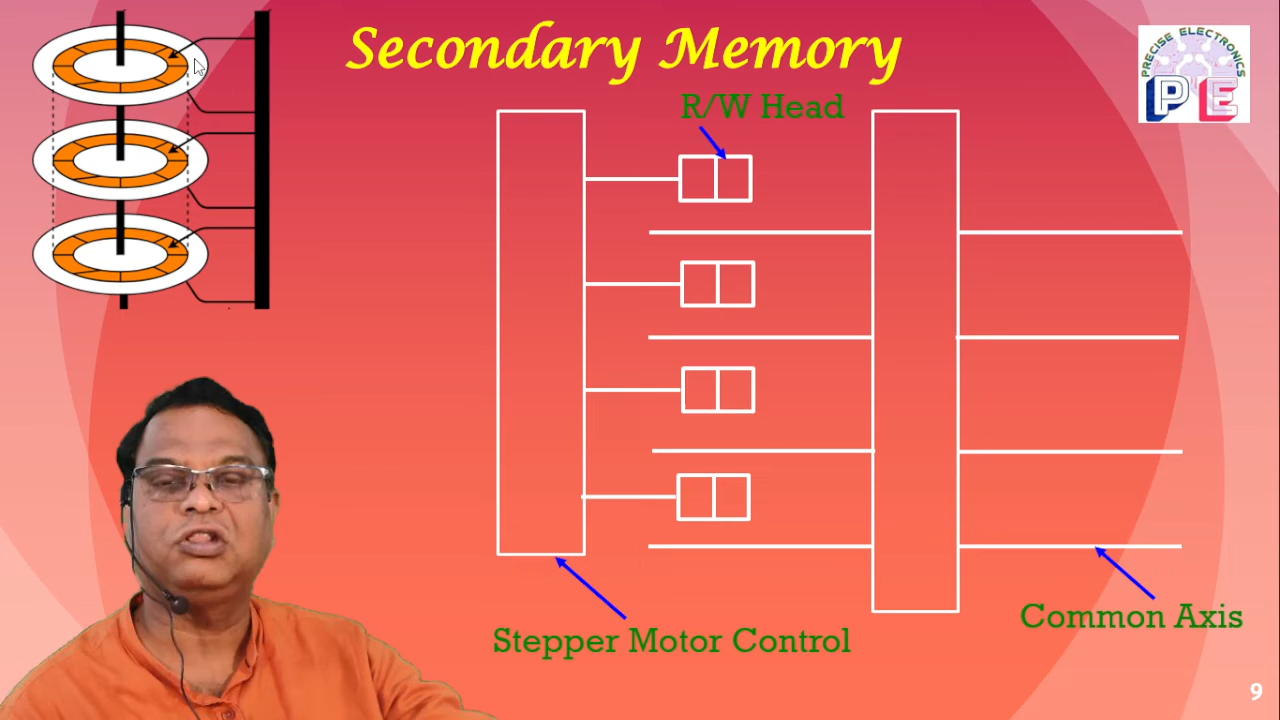 Secondary Memory
PRECISE ELECTRONICS
PE
R/W Head
Stepper Motor Control
Common Axis
9